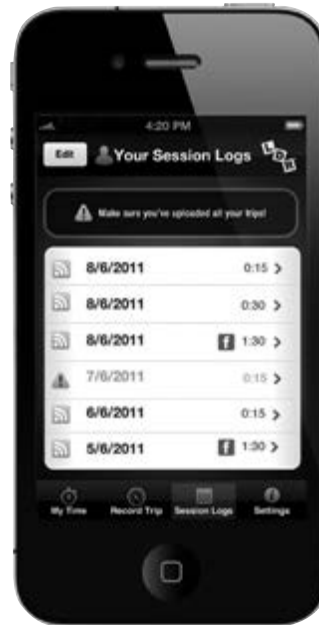 4:20 PM
Edit
Your Session Logs
LDR
Make sure you've uploaded all your trips!
8/6/2011 0:15
8/6/2011 0:30
8/6/2011 f 1:30
7/6/2011 0:15
6/6/2011 0:15
5/6/2011 f 1:30
My Time Record Trip Session Logs Settings